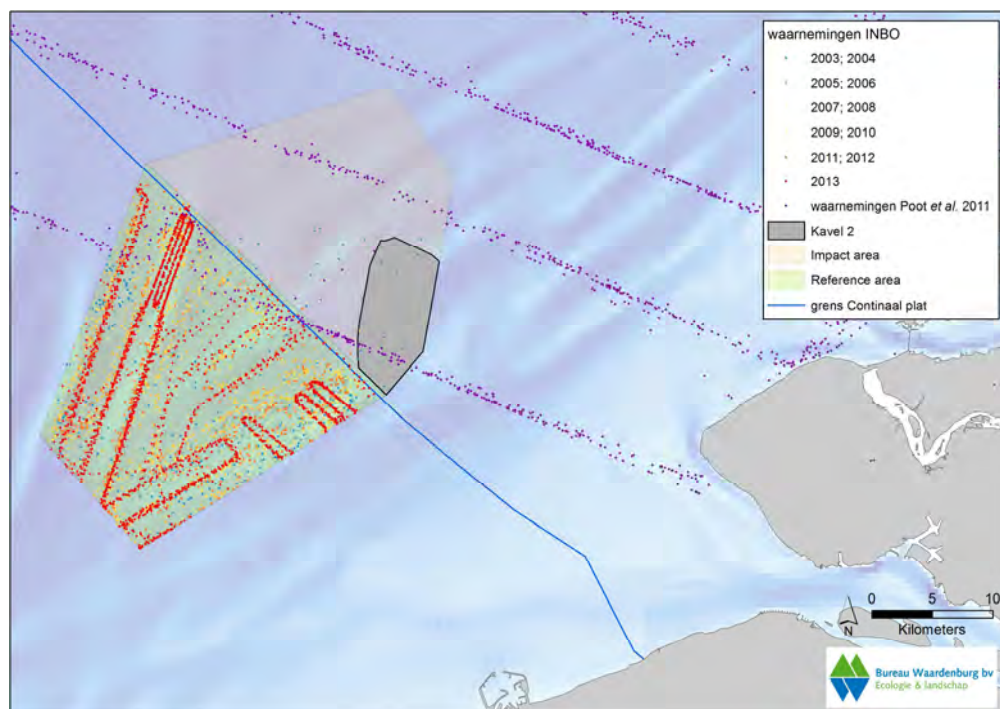 waarnemingen INBO
2003; 2004
2005; 2006
2007; 2008
2009; 2010
2011; 2012
2013
waarnemingen Poot et al. 2011
Kavel 2
Impact area
Reference area
grens Continaal plat
0 5 10
Kilometers
N
Bureau Waardenburg bv
Ecologie & landschap